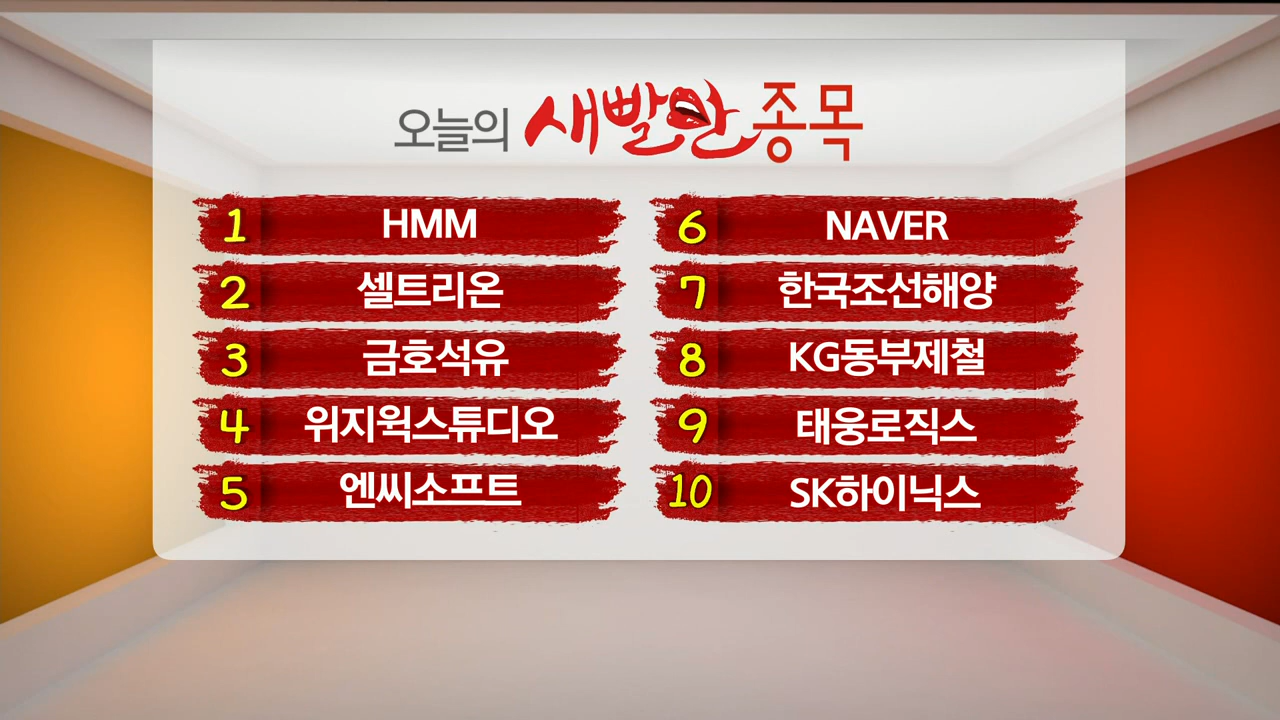 오늘의 새빨간 종목
1 HMM
2 셀트리온
3 금호석유
4 위지윅스튜디오
5 엔씨소프트
6 NAVER
7 한국조선해양
8 KG동부제철
9 태웅로직스
10 SK하이닉스